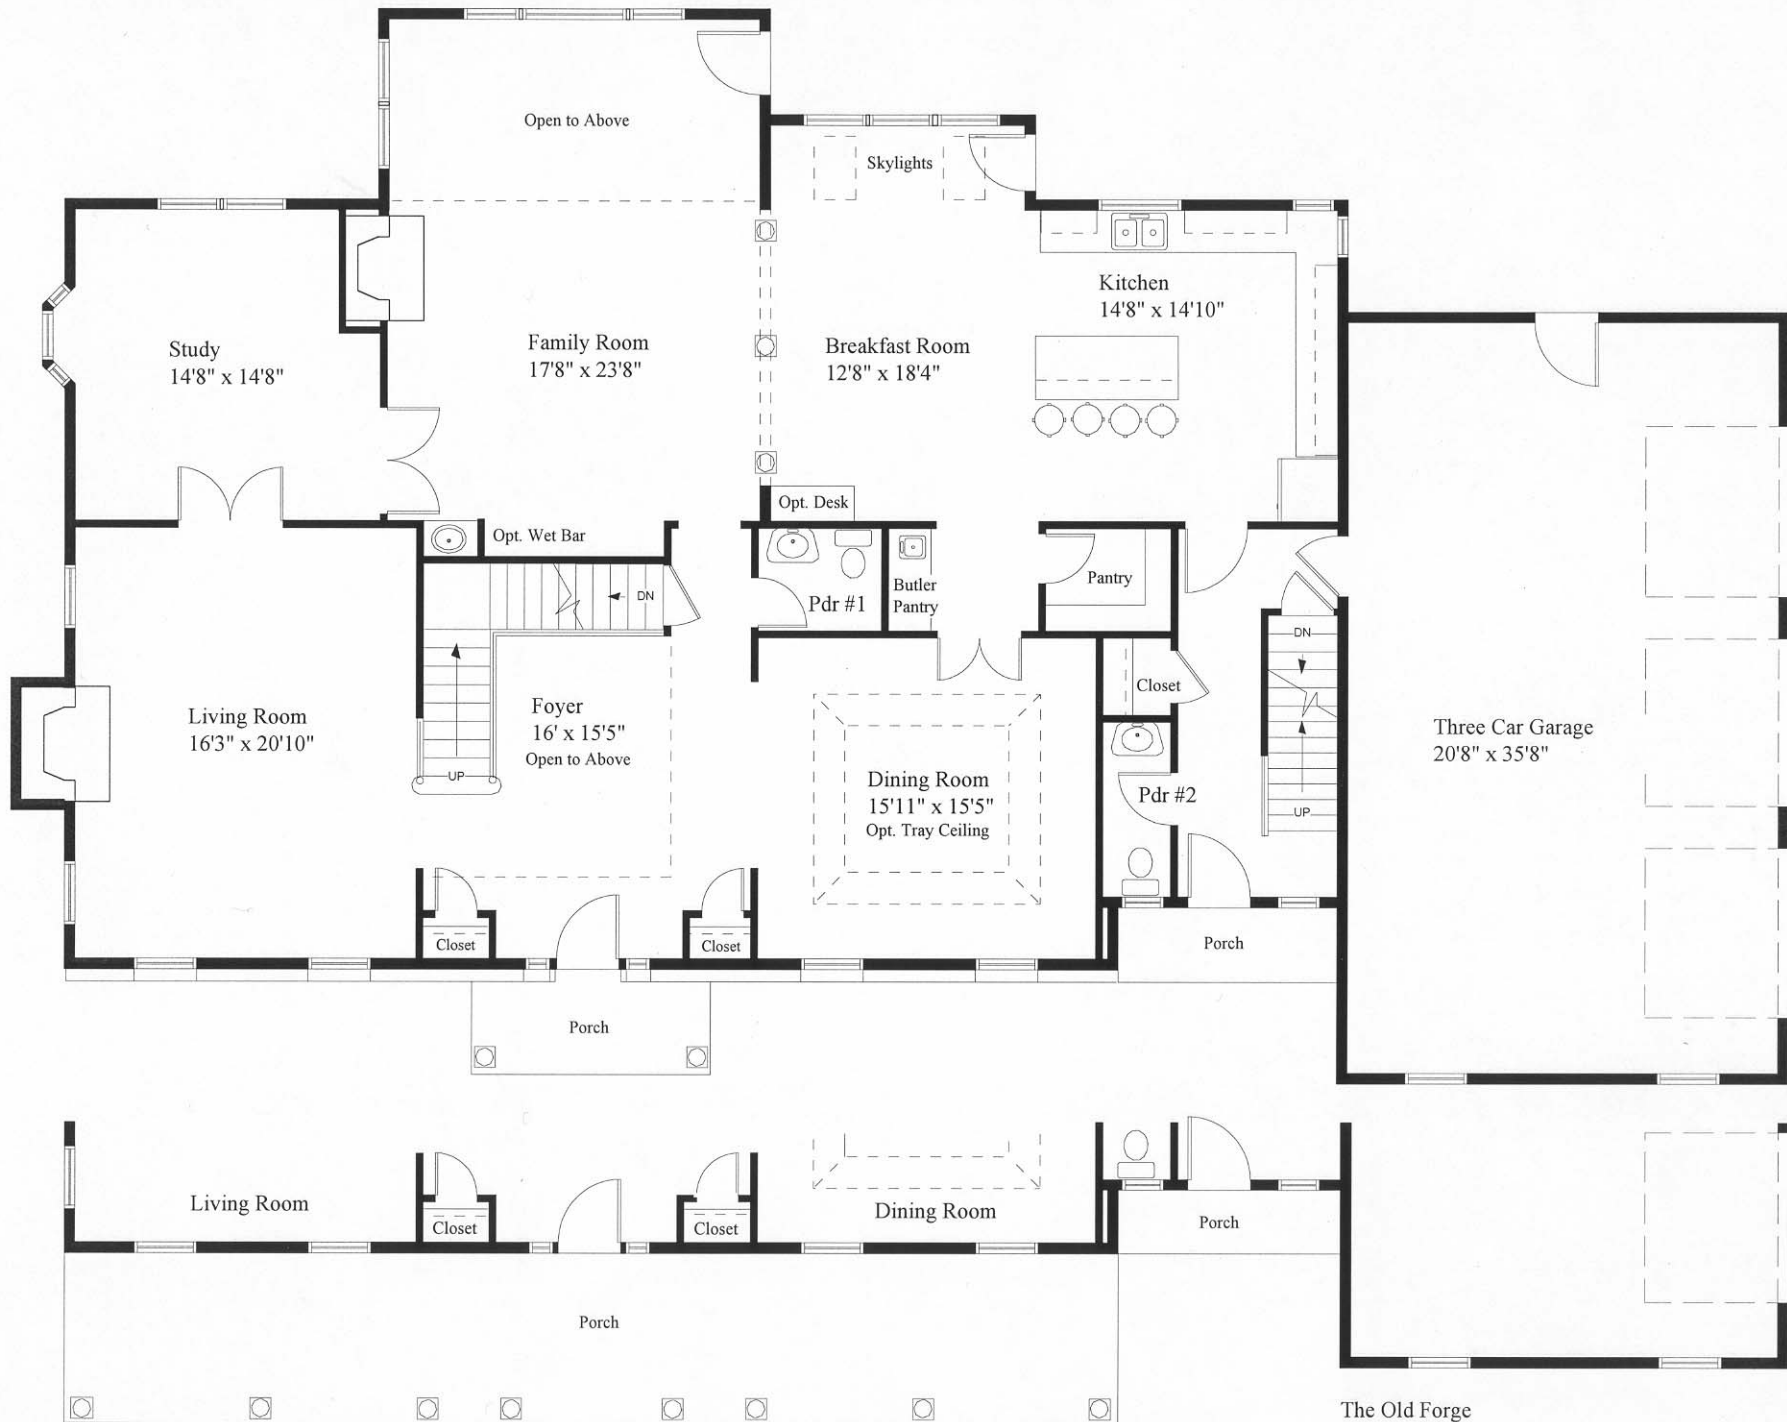 Open to Above
Skylights
Kitchen
14'8" x 14'10"
Study
14'8" x 14'8"
Family Room
17'8" x 23'8"
Breakfast Room
12'8" x 18'4"
Opt. Desk
Opt. Wet Bar
DN
Pdr #1
Butler
Pantry
Pantry
DN
Closet
Living Room
16'3" x 20'10"
UP
Foyer
16' x 15'5"
Open to Above
Dining Room
15'11" x 15'5"
Opt. Tray Ceiling
Pdr #2
UP
Three Car Garage
20'8" x 35'8"
Closet
Closet
Porch
Porch
Living Room
Closet
Closet
Dining Room
Porch
Porch
The Old Forge